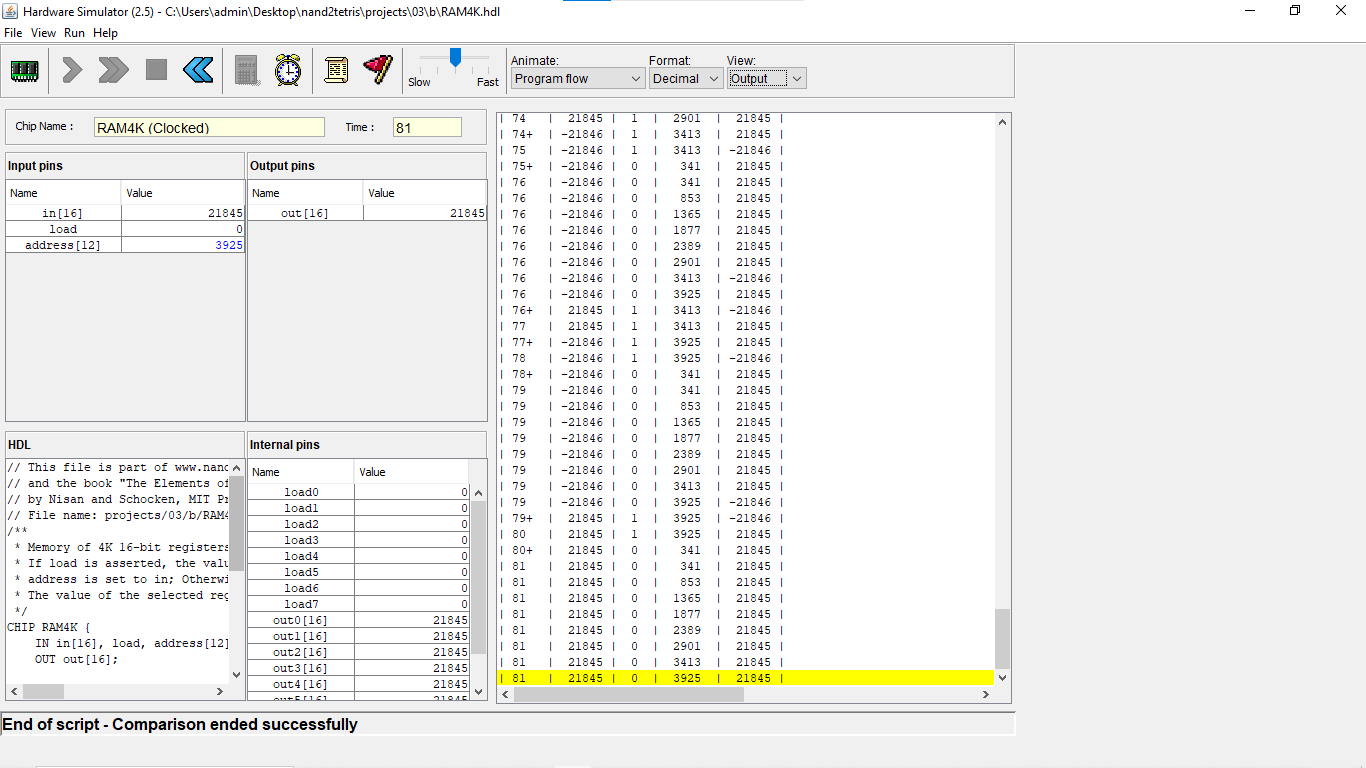 Hardware Simulator (2.5) - C:\Users\admin\Desktop\nand2tetris\projects\03\b\RAM4K.hdl
File View Run Help
Slow Fast
Animate: Format: View:
Program flow Decimal Output
Chip Name : RAM4K (Clocked) Time : 81
Input pins
Name Value
in[16] 21845
load 0
address[12] 3925
Output pins
Name Value
out[16] 21845
HDL
// This file is part of www.nand
// and the book "The Elements of
// by Nisan and Schocken, MIT Pr
// File name: projects/03/b/RAM4
/**
* Memory of 4K 16-bit registers
* If load is asserted, the valu
* address is set to in; Otherwi
* The value of the selected reg
*/
CHIP RAM4K {
IN in[16], load, address[12]
OUT out[16];
Internal pins
Name Value
load0 0
load1 0
load2 0
load3 0
load4 0
load5 0
load6 0
load7 0
out0[16] 21845
out1[16] 21845
out2[16] 21845
out3[16] 21845
out4[16] 21845
out5[16] 21845
| 74 | 21845 | 1 | 2901 | 21845 |
| 74+ | -21846 | 1 | 3413 | 21845 |
| 75 | -21846 | 1 | 3413 | -21846 |
| 75+ | -21846 | 0 | 341 | 21845 |
| 76 | -21846 | 0 | 341 | 21845 |
| 76 | -21846 | 0 | 853 | 21845 |
| 76 | -21846 | 0 | 1365 | 21845 |
| 76 | -21846 | 0 | 1877 | 21845 |
| 76 | -21846 | 0 | 2389 | 21845 |
| 76 | -21846 | 0 | 2901 | 21845 |
| 76 | -21846 | 0 | 3413 | -21846 |
| 76 | -21846 | 0 | 3925 | 21845 |
| 76+ | 21845 | 1 | 3413 | -21846 |
| 77 | 21845 | 1 | 3413 | 21845 |
| 77+ | -21846 | 1 | 3925 | 21845 |
| 78 | -21846 | 1 | 3925 | -21846 |
| 78+ | -21846 | 0 | 341 | 21845 |
| 79 | -21846 | 0 | 341 | 21845 |
| 79 | -21846 | 0 | 853 | 21845 |
| 79 | -21846 | 0 | 1365 | 21845 |
| 79 | -21846 | 0 | 1877 | 21845 |
| 79 | -21846 | 0 | 2389 | 21845 |
| 79 | -21846 | 0 | 2901 | 21845 |
| 79 | -21846 | 0 | 3413 | 21845 |
| 79 | -21846 | 0 | 3925 | -21846 |
| 79+ | 21845 | 1 | 3925 | -21846 |
| 80 | 21845 | 1 | 3925 | 21845 |
| 80+ | 21845 | 0 | 341 | 21845 |
| 81 | 21845 | 0 | 341 | 21845 |
| 81 | 21845 | 0 | 853 | 21845 |
| 81 | 21845 | 0 | 1365 | 21845 |
| 81 | 21845 | 0 | 1877 | 21845 |
| 81 | 21845 | 0 | 2389 | 21845 |
| 81 | 21845 | 0 | 2901 | 21845 |
| 81 | 21845 | 0 | 3413 | 21845 |
| 81 | 21845 | 0 | 3925 | 21845 |
End of script - Comparison ended successfully